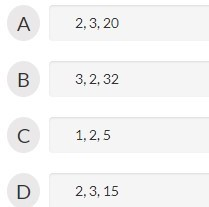 A 2, 3, 20
B 3, 2, 32
C 1, 2, 5
D 2, 3, 15